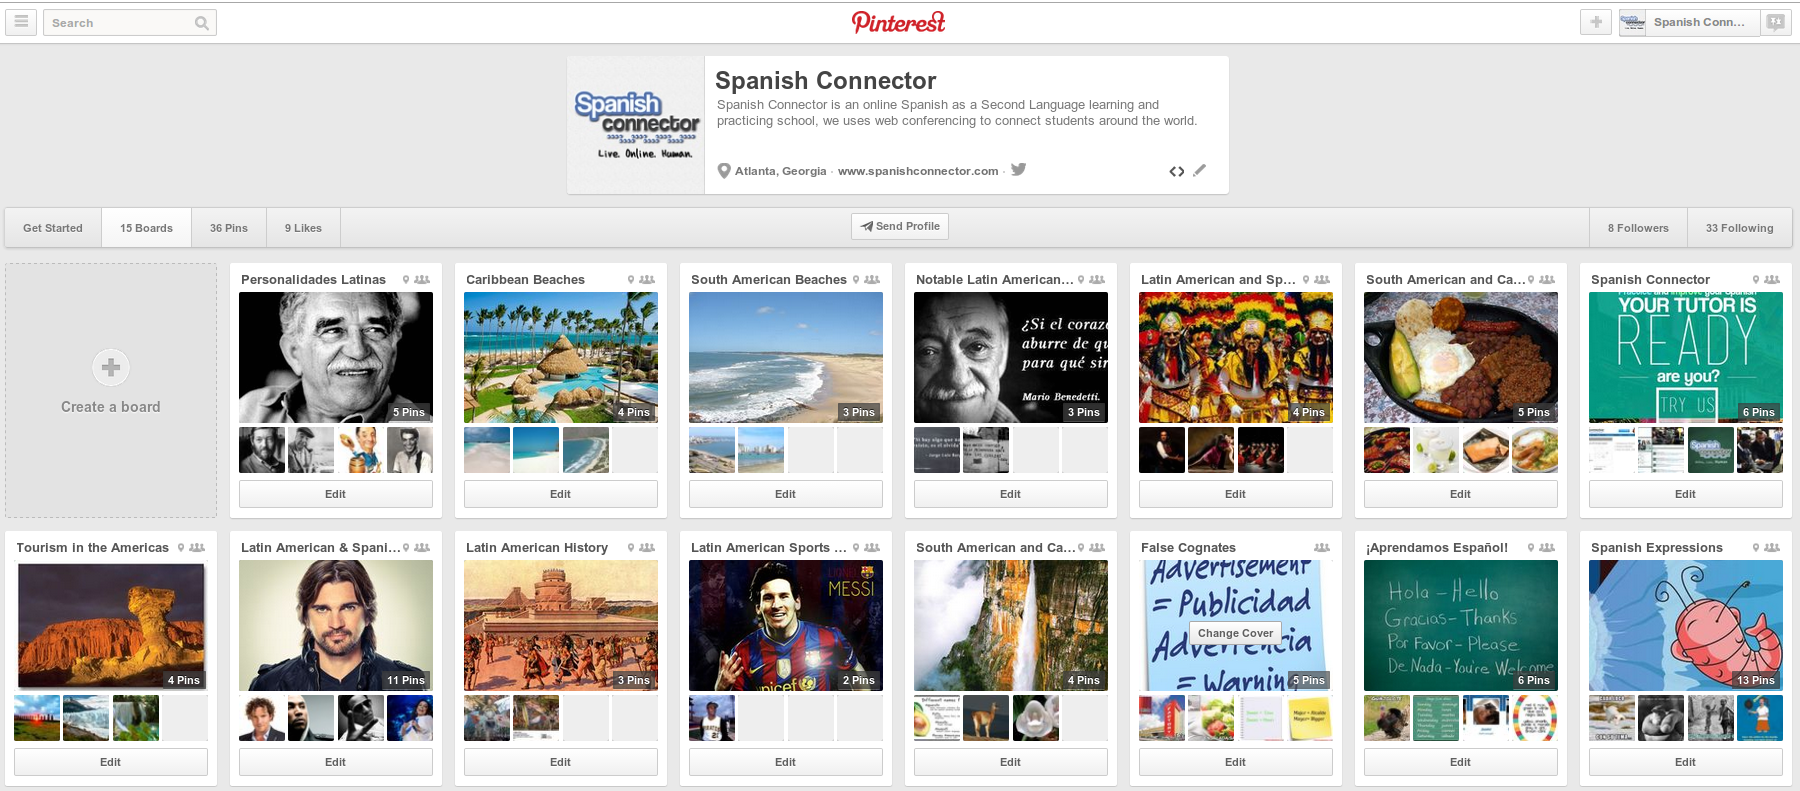 Search
Pinterest
Spanish Conn...
Spanish
connector
Live. Online. Human.
Spanish Connector
Spanish Connector is an online Spanish as a Second Language learning and
practicing school, we uses web conferencing to connect students around the world.
Atlanta, Georgia · www.spanishconnector.com ·
Get Started
15 Boards
36 Pins
9 Likes
Send Profile
8 Followers
33 Following
Create a board
Personalidades Latinas
5 Pins
Edit
Caribbean Beaches
4 Pins
Edit
South American Beaches
3 Pins
Edit
Notable Latin American...
¿Si el corazo
aburre de qu
para qué sir
Mario Benedetti.
3 Pins
Edit
Latin American and Sp...
4 Pins
Edit
South American and Ca...
5 Pins
Edit
Spanish Connector
Practice and improve your Spanish
YOUR TUTOR IS
READY
are you?
TRY US
6 Pins
Edit
Tourism in the Americas
4 Pins
Edit
Latin American & Spani...
11 Pins
Edit
Latin American History
3 Pins
Edit
Latin American Sports ...
LIONEL
MESSI
unicef
2 Pins
Edit
South American and Ca...
4 Pins
Edit
False Cognates
Advertisement
= Publicidad
Change Cover
Advertencia
= Warning
5 Pins
Edit
¡Aprendamos Español!
Hola - Hello
Gracias - Thanks
Por Favor - Please
De Nada - You're Welcome
6 Pins
Edit
Spanish Expressions
13 Pins
Edit